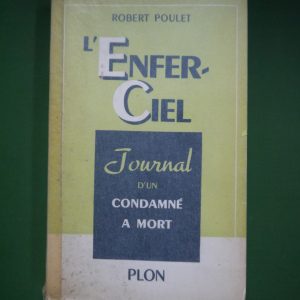 ROBERT POULET
L'ENFER-
CIEL
Journal
D'UN
CONDAMNÉ
A MORT
PLON